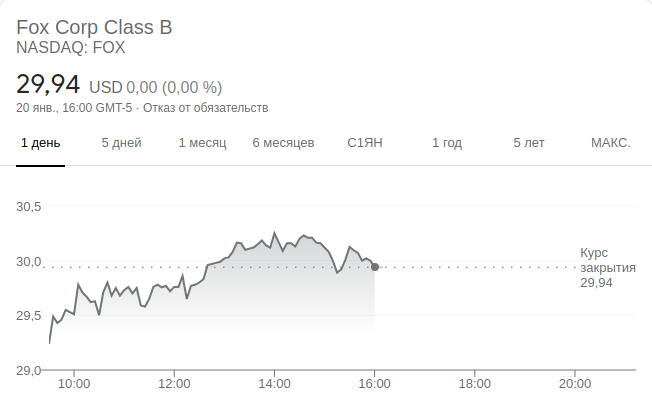 Fox Corp Class B
NASDAQ: FOX
29,94 USD 0,00 (0,00 %)
20 янв., 16:00 GMT-5 · Отказ от обязательств
1 день 5 дней 1 месяц 6 месяцев С1ЯН 1 год 5 лет МАКС.
30,5
30,0
29,5
29,0
Курс
закрытия
29,94
10:00 12:00 14:00 16:00 18:00 20:00